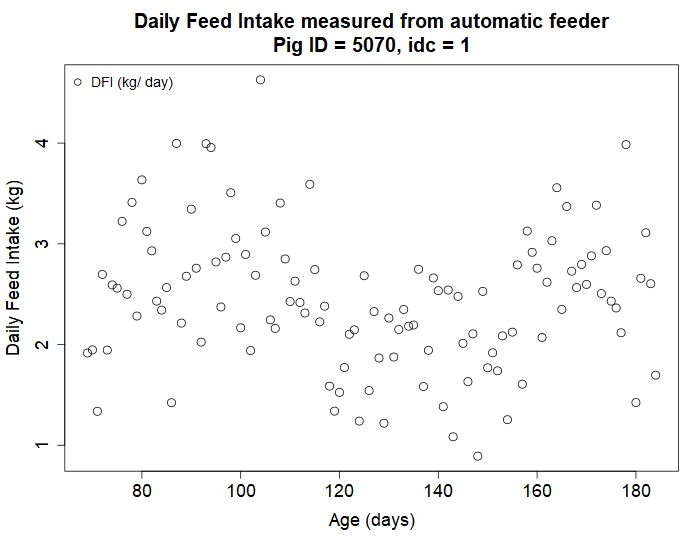 Daily Feed Intake measured from automatic feeder
Pig ID = 5070, idc = 1
DFI (kg/ day)
Daily Feed Intake (kg)
4
3
2
1
80 100 120 140 160 180
Age (days)